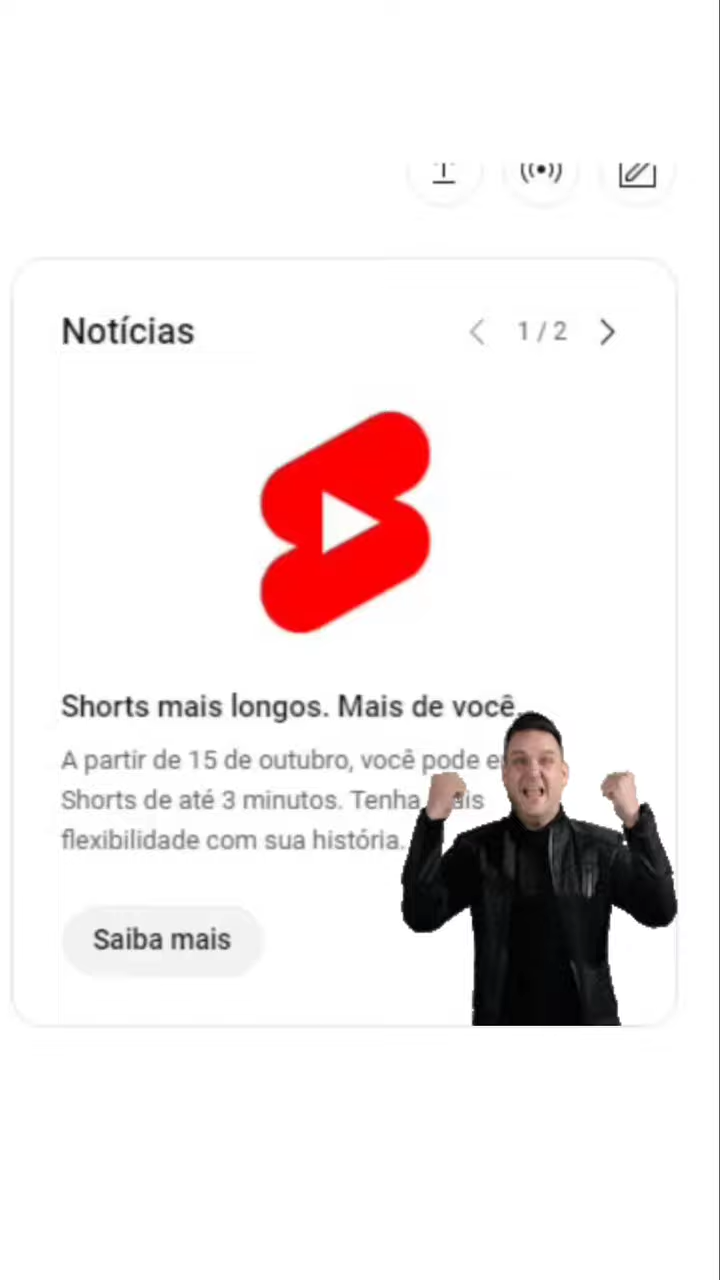 Notícias
1 / 2
Shorts mais longos. Mais de você.
A partir de 15 de outubro, você pode
Shorts de até 3 minutos. Tenha
flexibilidade com sua história.
Saiba mais